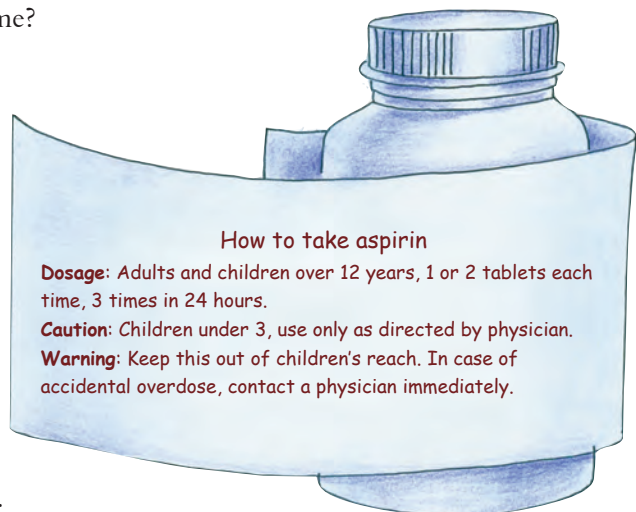 me?
How to take aspirin
Dosage: Adults and children over 12 years, 1 or 2 tablets each
time, 3 times in 24 hours.
Caution: Children under 3, use only as directed by physician.
Warning: Keep this out of children's reach. In case of
accidental overdose, contact a physician immediately.